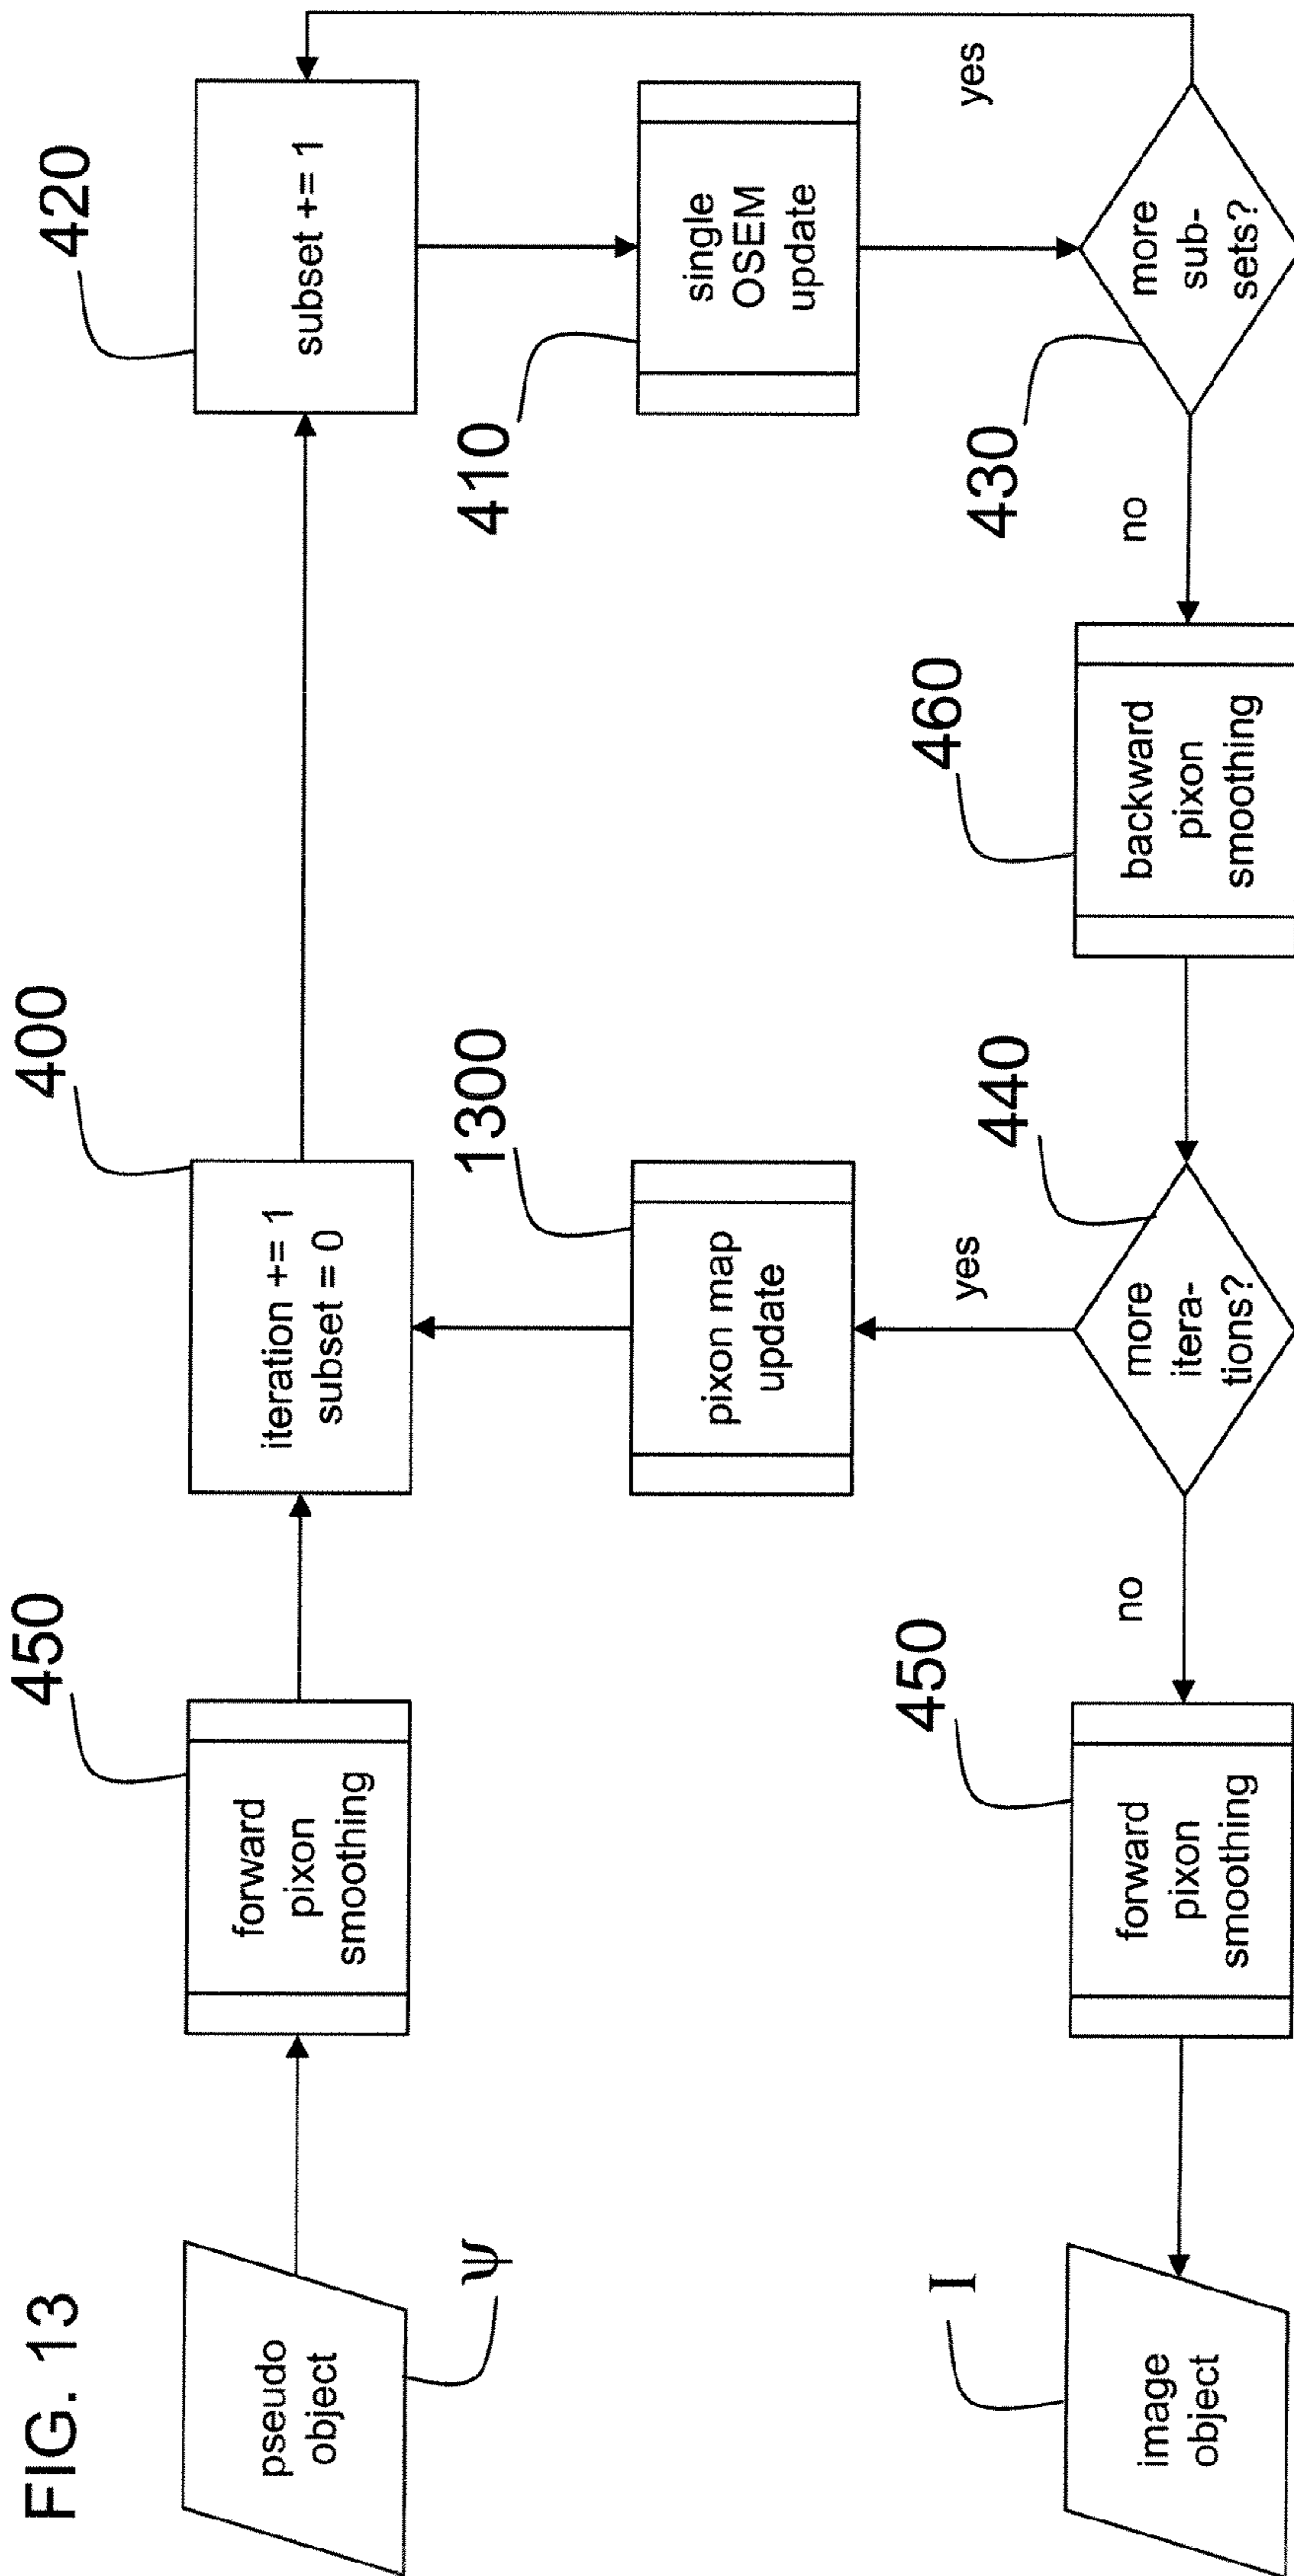 FIG. 13
pseudo
object
Ψ
450
forward
pixon
smoothing
400
iteration += 1
subset = 0
420
subset += 1
410
single
OSEM
update
430
more
sub-
sets?
yes
no
460
backward
pixon
smoothing
440
more
itera-
tions?
yes
1300
pixon map
update
no
450
forward
pixon
smoothing
I
image
object